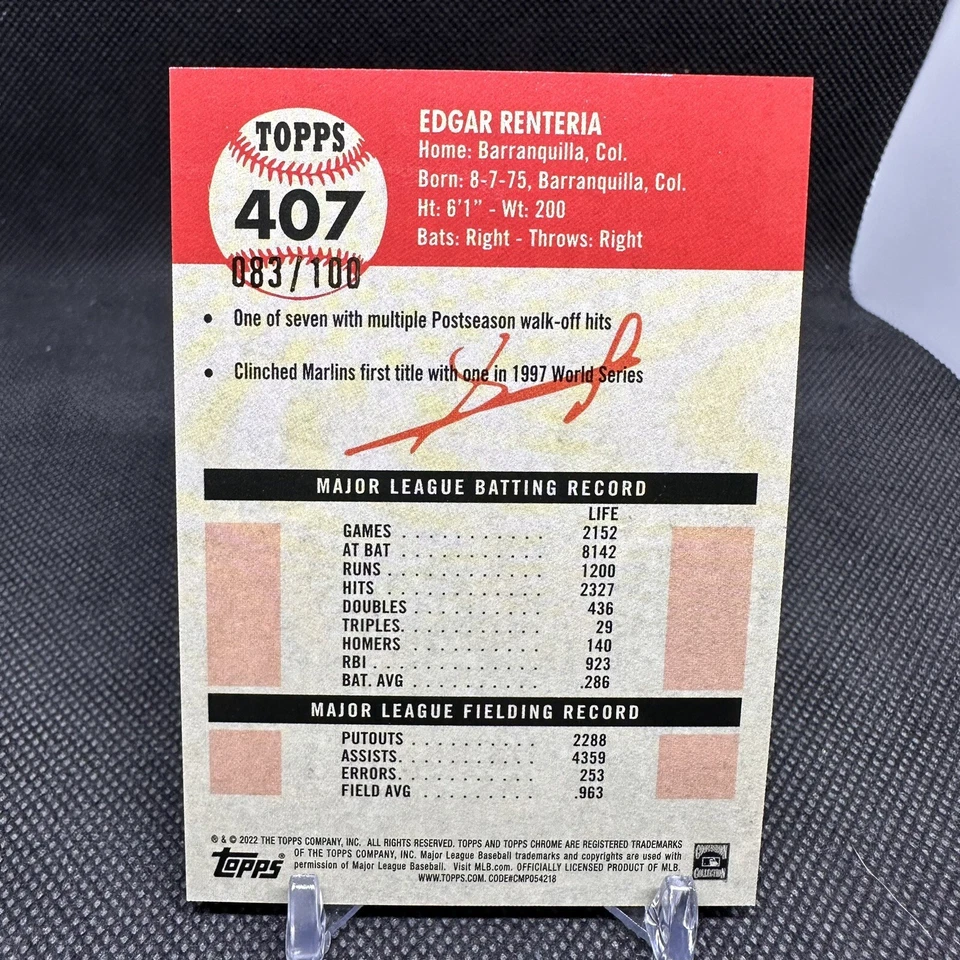 TOPPS
407
083/100
EDGAR RENTERIA
Home: Barranquilla, Col.
Born: 8-7-75, Barranquilla, Col.
Ht: 6'1" - Wt: 200
Bats: Right - Throws: Right
• One of seven with multiple Postseason walk-off hits
• Clinched Marlins first title with one in 1997 World Series
MAJOR LEAGUE BATTING RECORD
LIFE
GAMES . . . . . . . . . . . 2152
AT BAT . . . . . . . . . . . 8142
RUNS . . . . . . . . . . . . 1200
HITS . . . . . . . . . . . . 2327
DOUBLES . . . . . . . . . . 436
TRIPLES. . . . . . . . . . . 29
HOMERS . . . . . . . . . . 140
RBI . . . . . . . . . . . . . 923
BAT. AVG . . . . . . . . . . .286
MAJOR LEAGUE FIELDING RECORD
PUTOUTS . . . . . . . . . . 2288
ASSISTS. . . . . . . . . . . 4359
ERRORS. . . . . . . . . . . 253
FIELD AVG . . . . . . . . . .963
® & © 2022 THE TOPPS COMPANY, INC. ALL RIGHTS RESERVED. TOPPS AND TOPPS CHROME ARE REGISTERED TRADEMARKS
OF THE TOPPS COMPANY, INC. Major League Baseball trademarks and copyrights are used with
permission of Major League Baseball. Visit MLB.com. OFFICIALLY LICENSED PRODUCT OF MLB.
WWW.TOPPS.COM. CODE#CMP054218
topps®
COOPERSTOWN
COLLECTION